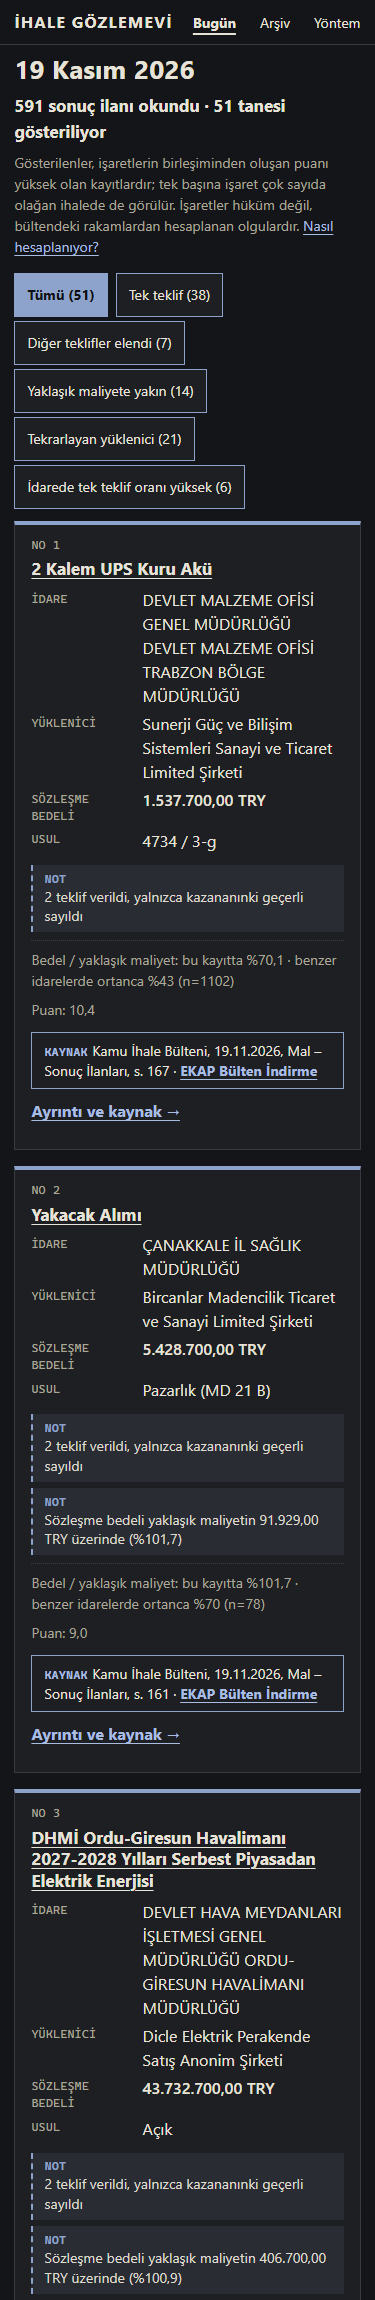 İHALE GÖZLEMEVİ Bugün Arşiv Yöntem
19 Kasım 2026
591 sonuç ilanı okundu · 51 tanesi
gösteriliyor
Gösterilenler, işaretlerin birleşiminden oluşan puanı
yüksek olan kayıtlardır; tek başına işaret çok sayıda
olağan ihalede de görülür. İşaretler hüküm değil,
bültendeki rakamlardan hesaplanan olgulardır. Nasıl
hesaplanıyor?
Tümü (51) Tek teklif (38)
Diğer teklifler elendi (7)
Yaklaşık maliyete yakın (14)
Tekrarlayan yüklenici (21)
İdarede tek teklif oranı yüksek (6)
NO 1
2 Kalem UPS Kuru Akü
İDARE DEVLET MALZEME OFİSİ
GENEL MÜDÜRLÜĞÜ
DEVLET MALZEME OFİSİ
TRABZON BÖLGE
MÜDÜRLÜĞÜ
YÜKLENİCİ Sunerji Güç ve Bilişim
Sistemleri Sanayi ve Ticaret
Limited Şirketi
SÖZLEŞME 1.537.700,00 TRY
BEDELİ
USUL 4734 / 3-g
NOT
2 teklif verildi, yalnızca kazananınki geçerli
sayıldı
Bedel / yaklaşık maliyet: bu kayıtta %70,1 · benzer
idarelerde ortanca %43 (n=1102)
Puan: 10,4
KAYNAK Kamu İhale Bülteni, 19.11.2026, Mal –
Sonuç İlanları, s. 167 · EKAP Bülten İndirme
Ayrıntı ve kaynak →
NO 2
Yakacak Alımı
İDARE ÇANAKKALE İL SAĞLIK
MÜDÜRLÜĞÜ
YÜKLENİCİ Bircanlar Madencilik Ticaret
ve Sanayi Limited Şirketi
SÖZLEŞME 5.428.700,00 TRY
BEDELİ
USUL Pazarlık (MD 21 B)
NOT
2 teklif verildi, yalnızca kazananınki geçerli
sayıldı
NOT
Sözleşme bedeli yaklaşık maliyetin 91.929,00
TRY üzerinde (%101,7)
Bedel / yaklaşık maliyet: bu kayıtta %101,7 ·
benzer idarelerde ortanca %70 (n=78)
Puan: 9,0
KAYNAK Kamu İhale Bülteni, 19.11.2026, Mal –
Sonuç İlanları, s. 161 · EKAP Bülten İndirme
Ayrıntı ve kaynak →
NO 3
DHMİ Ordu-Giresun Havalimanı
2027-2028 Yılları Serbest Piyasadan
Elektrik Enerjisi
İDARE DEVLET HAVA MEYDANLARI
İŞLETMESİ GENEL
MÜDÜRLÜĞÜ ORDU-
GİRESUN HAVALİMANI
MÜDÜRLÜĞÜ
YÜKLENİCİ Dicle Elektrik Perakende
Satış Anonim Şirketi
SÖZLEŞME 43.732.700,00 TRY
BEDELİ
USUL Açık
NOT
2 teklif verildi, yalnızca kazananınki geçerli
sayıldı
NOT
Sözleşme bedeli yaklaşık maliyetin 406.700,00
TRY üzerinde (%100,9)